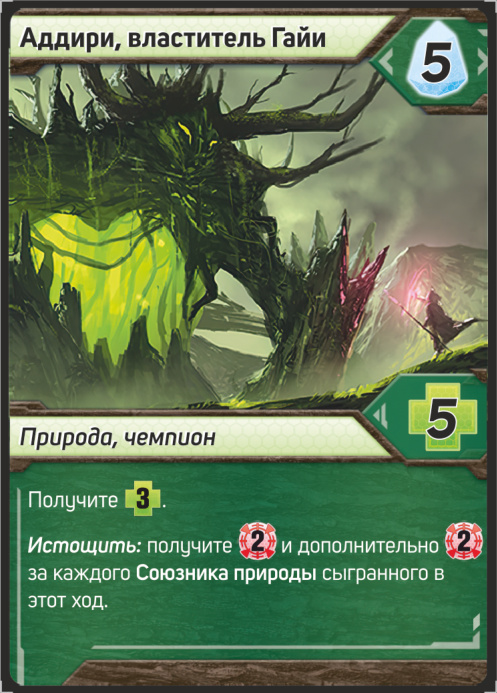 Аддири, властитель Гайи
5
5
Природа, чемпион
Получите 3.
Истощить: получите 2 и дополнительно 2
за каждого Союзника природы сыгранного в
этот ход.